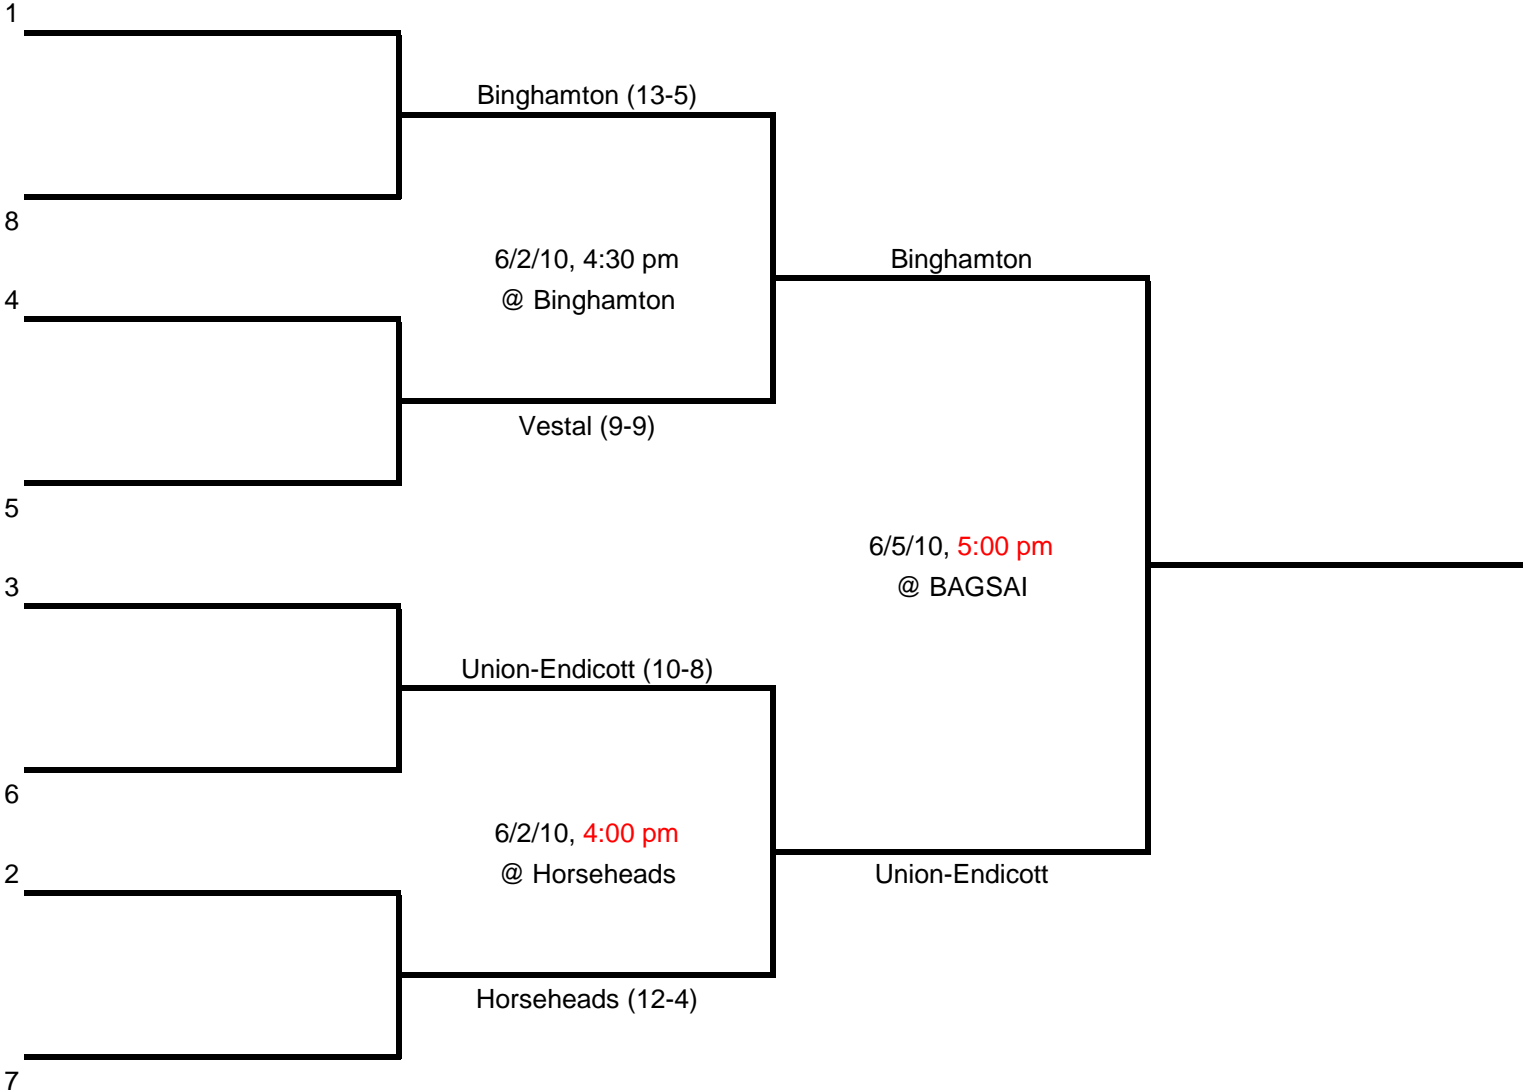 1
Binghamton (13-5)
8
6/2/10, 4:30 pm
@ Binghamton
Binghamton
4
Vestal (9-9)
5
6/5/10, 5:00 pm
@ BAGSAI
3
Union-Endicott (10-8)
6
6/2/10, 4:00 pm
@ Horseheads
2
Union-Endicott
Horseheads (12-4)
7